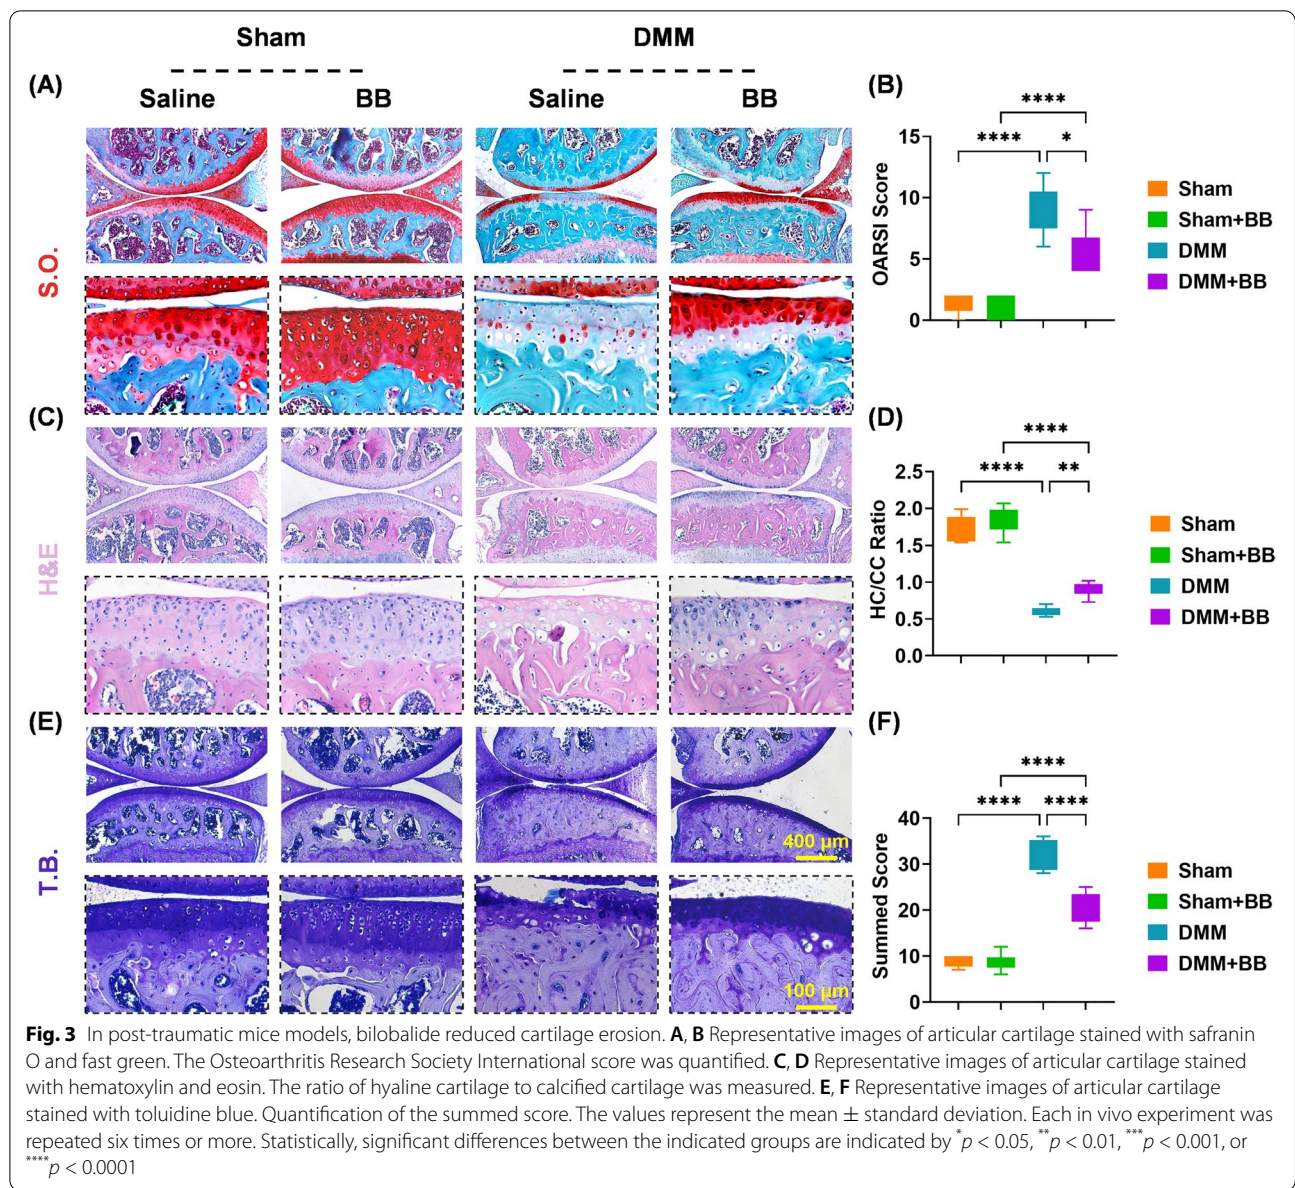 Sham DMM
(A) Saline BB Saline BB
S.O.
(B)
**** 
**** *
OARSI Score
15
10
5
0
Sham
Sham+BB
DMM
DMM+BB
(C)
H&E
(D)
****
**** **
HC/CC Ratio
2.5
2.0
1.5
1.0
0.5
0.0
Sham
Sham+BB
DMM
DMM+BB
(E)
T.B.
400 µm
100 µm
(F)
****
**** ****
Summed Score
40
30
20
10
0
Sham
Sham+BB
DMM
DMM+BB
Fig. 3 In post-traumatic mice models, bilobalide reduced cartilage erosion. A, B Representative images of articular cartilage stained with safranin
O and fast green. The Osteoarthritis Research Society International score was quantified. C, D Representative images of articular cartilage stained
with hematoxylin and eosin. The ratio of hyaline cartilage to calcified cartilage was measured. E, F Representative images of articular cartilage
stained with toluidine blue. Quantification of the summed score. The values represent the mean ± standard deviation. Each in vivo experiment was
repeated six times or more. Statistically, significant differences between the indicated groups are indicated by *p < 0.05, **p < 0.01, ***p < 0.001, or
****p < 0.0001